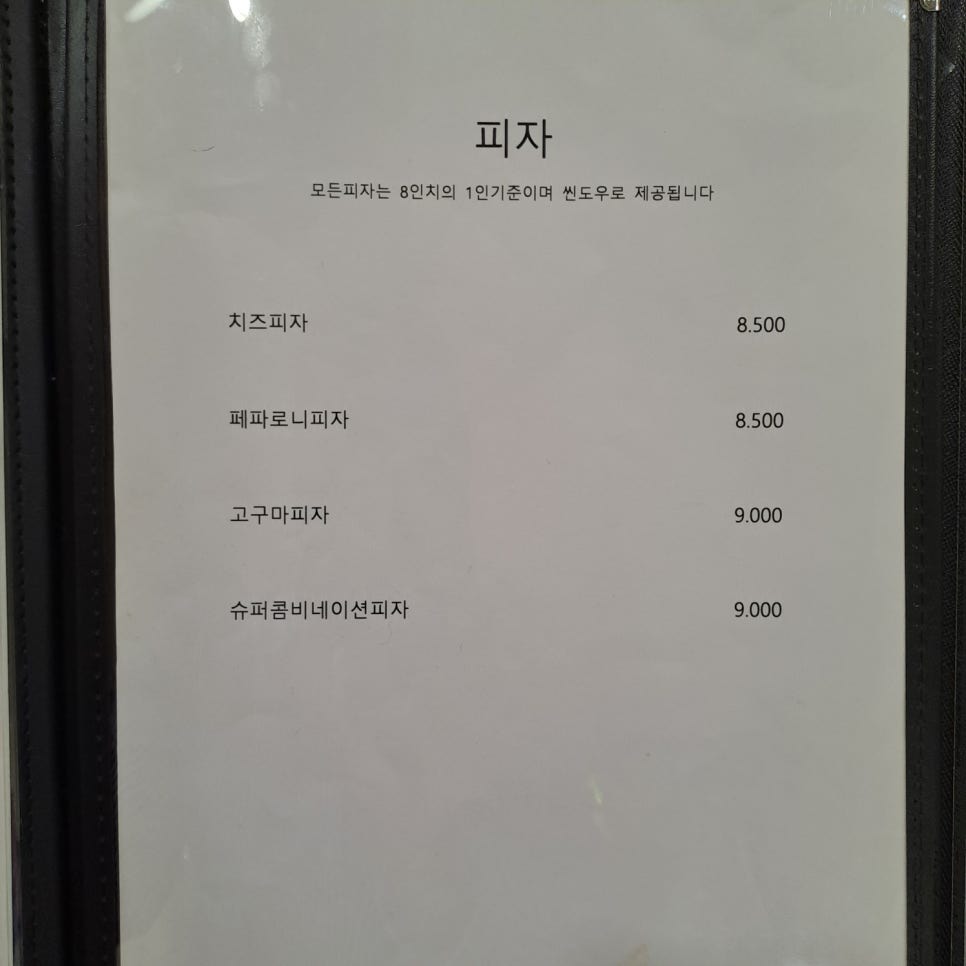 피자
모든피자는 8인치의 1인기준이며 씬도우로 제공됩니다
치즈피자 8.500
페파로니피자 8.500
고구마피자 9.000
슈퍼콤비네이션피자 9.000